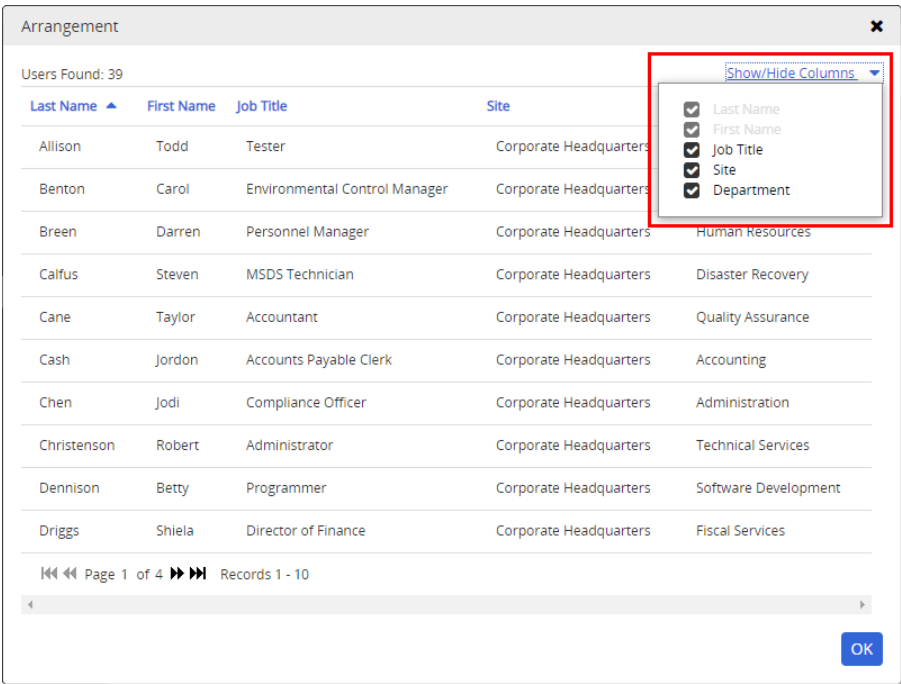 Arrangement
Users Found: 39
Show/Hide Columns
Last Name First Name Job Title Site
Last Name
First Name
Job Title
Site
Department
Allison Todd Tester Corporate Headquarters
Benton Carol Environmental Control Manager Corporate Headquarters
Breen Darren Personnel Manager Corporate Headquarters Human Resources
Calfus Steven MSDS Technician Corporate Headquarters Disaster Recovery
Cane Taylor Accountant Corporate Headquarters Quality Assurance
Cash Jordon Accounts Payable Clerk Corporate Headquarters Accounting
Chen Jodi Compliance Officer Corporate Headquarters Administration
Christenson Robert Administrator Corporate Headquarters Technical Services
Dennison Betty Programmer Corporate Headquarters Software Development
Driggs Shiela Director of Finance Corporate Headquarters Fiscal Services
Page 1 of 4 Records 1 - 10
OK